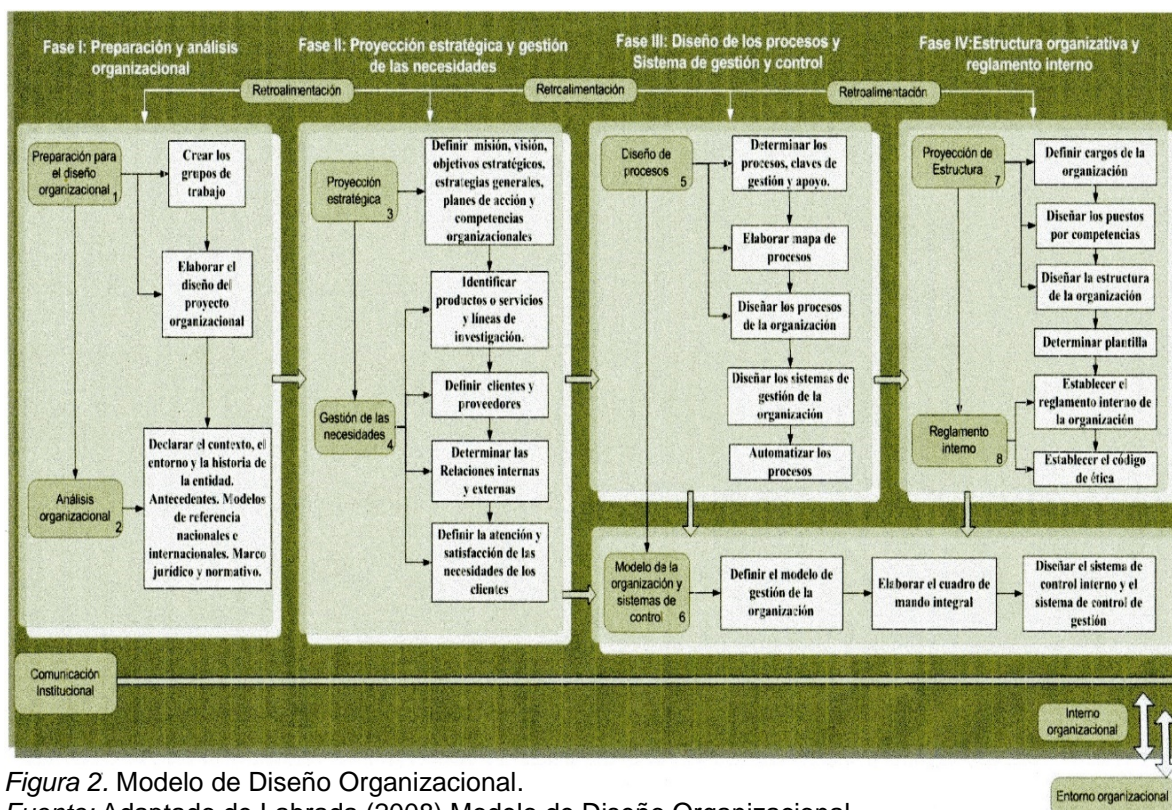 Fase I: Preparación y análisis
organizacional
Fase II: Proyección estratégica y gestión
de las necesidades
Fase III: Diseño de los procesos y
Sistema de gestión y control
Fase IV:Estructura organizativa y
reglamento interno
Retroalimentación
Retroalimentación
Retroalimentación
Preparación para
el diseño
organizacional
1
Crear los
grupos de
trabajo
Elaborar el
diseño del
proyecto
organizacional
Análisis
organizacional
2
Declarar el contexto, el
entorno y la historia de
la entidad.
Antecedentes. Modelos
de referencia
nacionales e
internacionales. Marco
jurídico y normativo.
Proyección
estratégica
3
Definir misión, visión,
objetivos estratégicos,
estrategias generales,
planes de acción y
competencias
organizacionales
Identificar
productos o servicios
y líneas de
investigación.
Gestión de las
necesidades
4
Definir clientes y
proveedores
Determinar las
Relaciones internas
y externas
Definir la atención y
satisfacción de las
necesidades de los
clientes
Diseño de
procesos
5
Determinar los
procesos, claves de
gestión y apoyo.
Elaborar mapa de
procesos
Diseñar los procesos
de la organización
Diseñar los sistemas de
gestión de la
organización
Automatizar los
procesos
Proyección de
Estructura
7
Definir cargos de la
organización
Diseñar los puestos
por competencias
Diseñar la estructura
de la organización
Determinar plantilla
Reglamento
interno
8
Establecer el
reglamento interno de
la organización
Establecer el código
de ética
Modelo de la
organización y
sistemas de
control
6
Definir el modelo de
gestión de la
organización
Elaborar el cuadro de
mando integral
Diseñar el sistema de
control interno y el
sistema de control de
gestión
Comunicación
Institucional
Interno
organizacional
Entorno organizacional
Figura 2. Modelo de Diseño Organizacional.
Fuente: Adaptado de Labrada (2008) Modelo de Diseño Organizacional